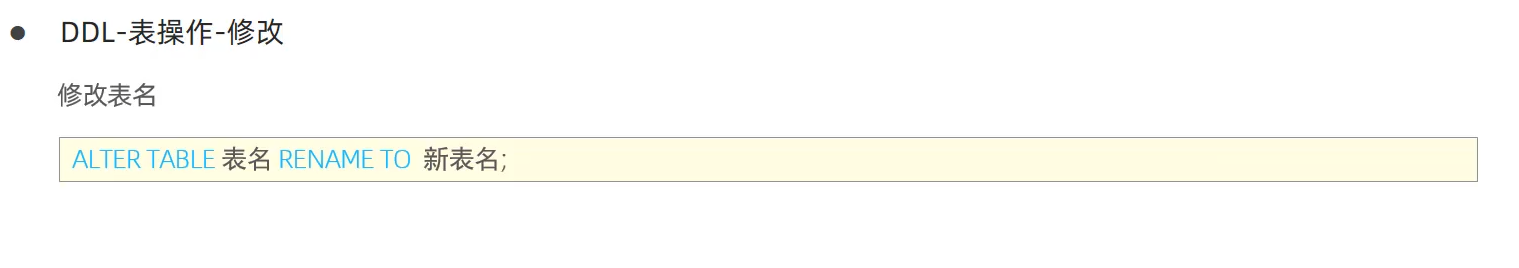 ● DDL-表操作-修改
修改表名
ALTER TABLE 表名 RENAME TO 新表名;